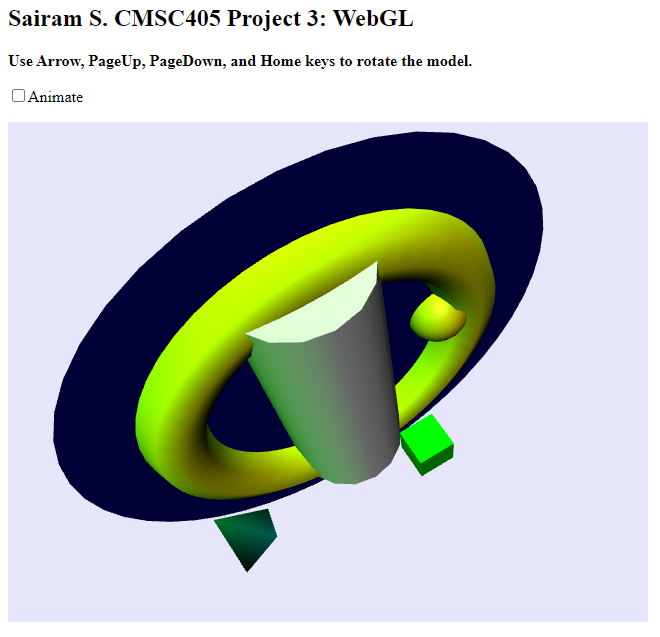 Sairam S. CMSC405 Project 3: WebGL
Use Arrow, PageUp, PageDown, and Home keys to rotate the model.
Animate